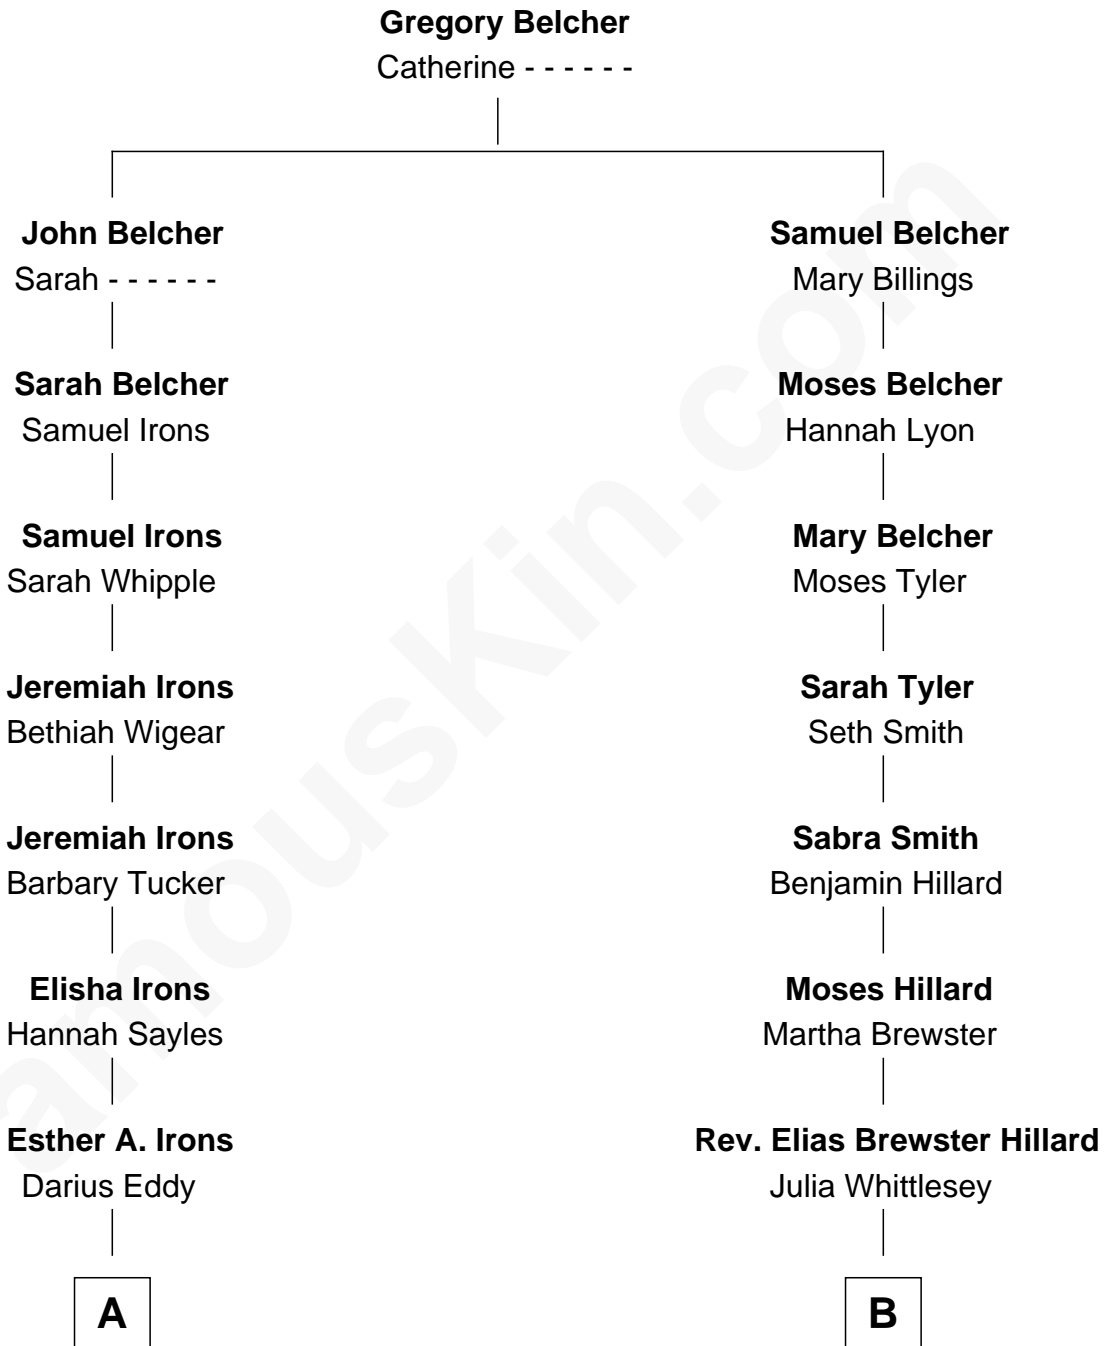 Gregory Belcher
Catherine - - - - - -
John Belcher
Sarah - - - - - -
Samuel Belcher
Mary Billings
Sarah Belcher
Samuel Irons
Moses Belcher
Hannah Lyon
Samuel Irons
Sarah Whipple
Mary Belcher
Moses Tyler
Jeremiah Irons
Bethiah Wigear
Sarah Tyler
Seth Smith
Jeremiah Irons
Barbary Tucker
Sabra Smith
Benjamin Hillard
Elisha Irons
Hannah Sayles
Moses Hillard
Martha Brewster
Esther A. Irons
Darius Eddy
Rev. Elias Brewster Hillard
Julia Whittlesey
A
B
amouskin.com